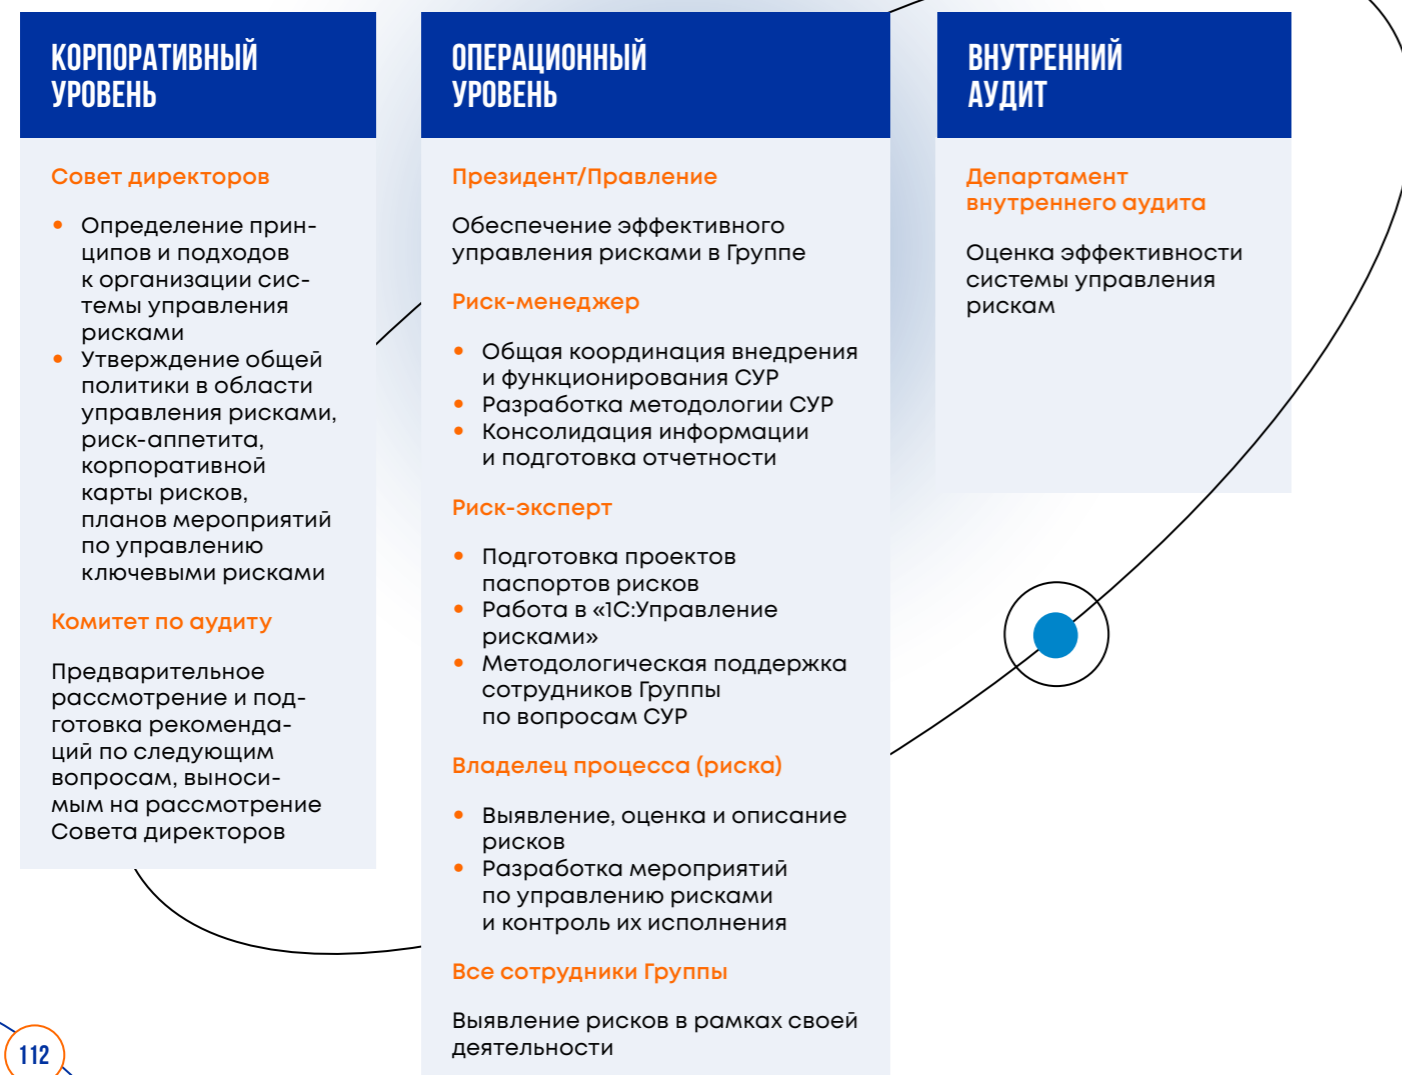 КОРПОРАТИВНЫЙ
УРОВЕНЬ
Совет директоров
• Определение прин-
ципов и подходов
к организации сис-
темы управления
рисками
• Утверждение общей
политики в области
управления рисками,
риск-аппетита,
корпоративной
карты рисков,
планов мероприятий
по управлению
ключевыми рисками
Комитет по аудиту
Предварительное
рассмотрение и под-
готовка рекоменда-
ций по следующим
вопросам, выноси-
мым на рассмотрение
Совета директоров
ОПЕРАЦИОННЫЙ
УРОВЕНЬ
Президент/Правление
Обеспечение эффективного
управления рисками в Группе
Риск-менеджер
• Общая координация внедрения
и функционирования СУР
• Разработка методологии СУР
• Консолидация информации
и подготовка отчетности
Риск-эксперт
• Подготовка проектов
паспортов рисков
• Работа в «1С:Управление
рисками»
• Методологическая поддержка
сотрудников Группы
по вопросам СУР
Владелец процесса (риска)
• Выявление, оценка и описание
рисков
• Разработка мероприятий
по управлению рисками
и контроль их исполнения
Все сотрудники Группы
Выявление рисков в рамках своей
деятельности
ВНУТРЕННИЙ
АУДИТ
Департамент
внутреннего аудита
Оценка эффективности
системы управления
рискам
112